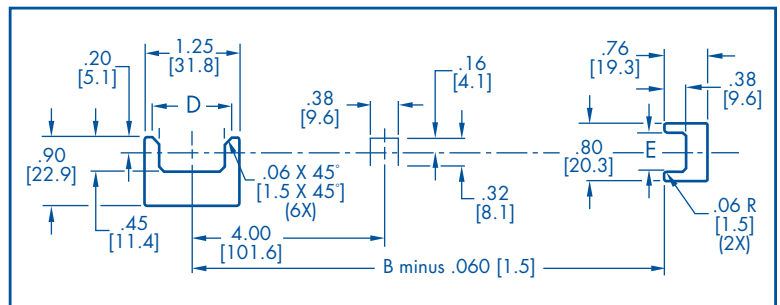 1.25
[31.8]
.20
[5.1]
D
.38
[9.6]
.16
[4.1]
.76
[19.3]
.38
[9.6]
.90
[22.9]
.06 X 45°
[1.5 X 45°]
(6X)
.80
[20.3]
E
.32
[8.1]
.45
[11.4]
4.00
[101.6]
.06 R
[1.5]
(2X)
B minus .060 [1.5]